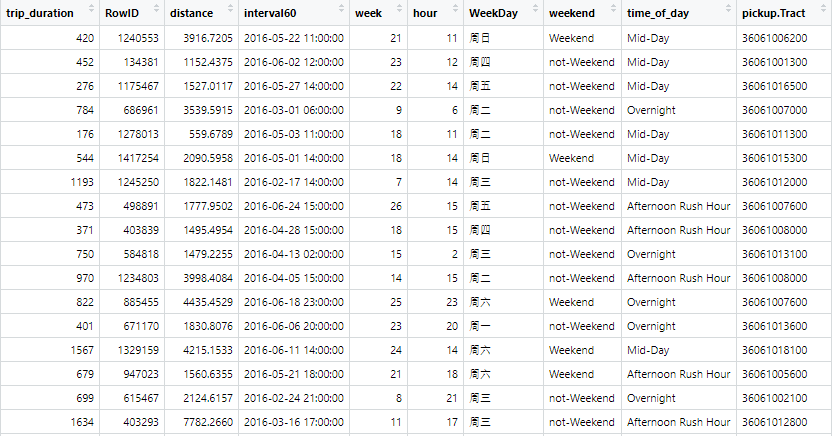 trip_duration RowID distance interval60 week hour WeekDay weekend time_of_day pickup.Tract
420 1240553 3916.7205 2016-05-22 11:00:00 21 11 周日 Weekend Mid-Day 36061006200
452 134381 1152.4375 2016-06-02 12:00:00 23 12 周四 not-Weekend Mid-Day 36061001300
276 1175467 1527.0117 2016-05-27 14:00:00 22 14 周五 not-Weekend Mid-Day 36061016500
784 686961 3539.5915 2016-03-01 06:00:00 9 6 周二 not-Weekend Overnight 36061007000
176 1278013 559.6789 2016-05-03 11:00:00 18 11 周二 not-Weekend Mid-Day 36061011300
544 1417254 2090.5958 2016-05-01 14:00:00 18 14 周日 Weekend Mid-Day 36061015300
1193 1245250 1822.1481 2016-02-17 14:00:00 7 14 周三 not-Weekend Mid-Day 36061012000
473 498891 1777.9502 2016-06-24 15:00:00 26 15 周五 not-Weekend Afternoon Rush Hour 36061007600
371 403839 1495.4954 2016-04-28 15:00:00 18 15 周四 not-Weekend Afternoon Rush Hour 36061008000
750 584818 1479.2255 2016-04-13 02:00:00 15 2 周三 not-Weekend Overnight 36061013100
970 1234803 3998.4084 2016-04-05 15:00:00 14 15 周二 not-Weekend Afternoon Rush Hour 36061008000
822 885455 4435.4529 2016-06-18 23:00:00 25 23 周六 Weekend Overnight 36061007600
401 671170 1830.8076 2016-06-06 20:00:00 23 20 周一 not-Weekend Overnight 36061013600
1567 1329159 4215.1533 2016-06-11 14:00:00 24 14 周六 Weekend Mid-Day 36061018100
679 947023 1560.6355 2016-05-21 18:00:00 21 18 周六 Weekend Afternoon Rush Hour 36061005600
699 615467 2124.6157 2016-02-24 21:00:00 8 21 周三 not-Weekend Overnight 36061002100
1634 403293 7782.2660 2016-03-16 17:00:00 11 17 周三 not-Weekend Afternoon Rush Hour 36061012800